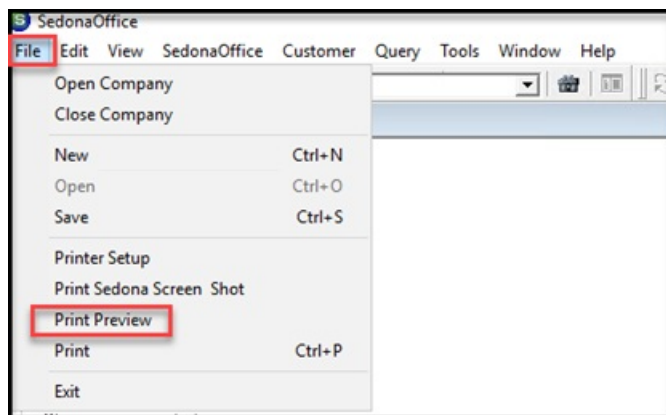 SedonaOffice
File Edit View SedonaOffice Customer Query Tools Window Help
Open Company
Close Company
New Ctrl+N
Open Ctrl+O
Save Ctrl+S
Printer Setup
Print Sedona Screen Shot
Print Preview
Print Ctrl+P
Exit